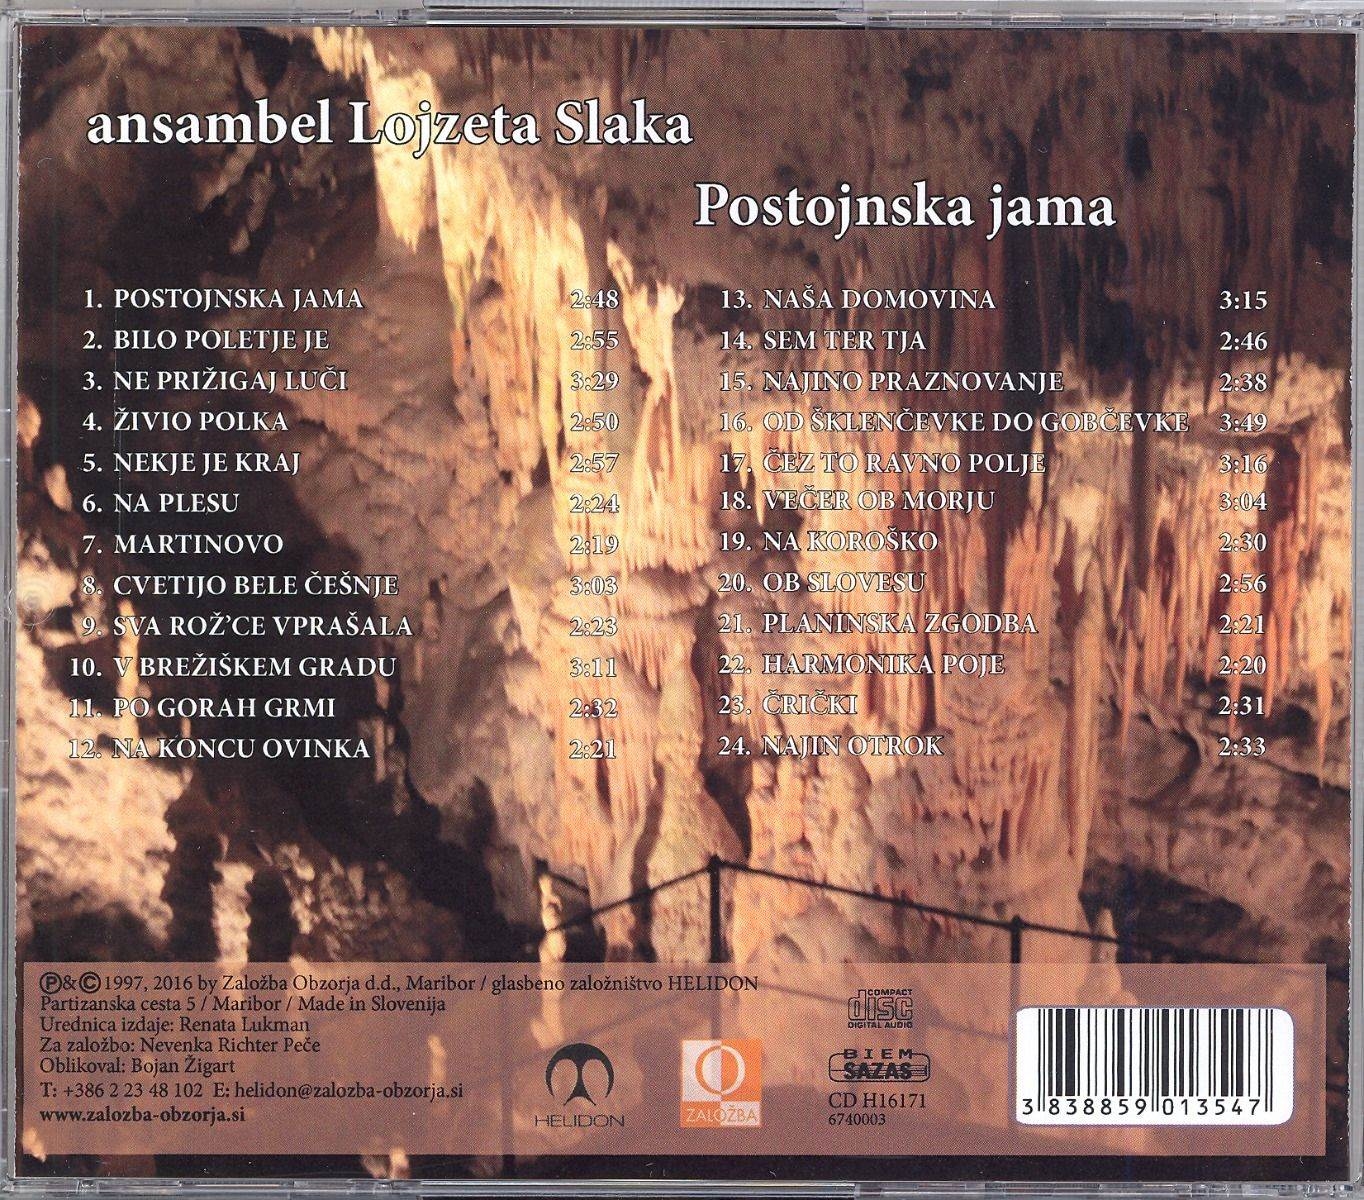 ansambel Lojzeta Slaka
Postojnska jama
1. POSTOJNSKA JAMA 2:48
2. BILO POLETJE JE 2:55
3. NE PRIŽIGAJ LUČI 3:29
4. ŽIVIO POLKA 2:50
5. NEKJE JE KRAJ 2:57
6. NA PLESU 2:24
7. MARTINOVO 2:19
8. CVETIJO BELE ČEŠNJE 3:03
9. SVA ROŽ'CE VPRAŠALA 2:23
10. V BREŽIŠKEM GRADU 3:11
11. PO GORAH GRMI 2:32
12. NA KONCU OVINKA 2:21
13. NAŠA DOMOVINA 3:15
14. SEM TER TJA 2:46
15. NAJINO PRAZNOVANJE 2:38
16. OD ŠKLENČEVKE DO GOBČEVKE 3:49
17. ČEZ TO RAVNO POLJE 3:16
18. VEČER OB MORJU 3:04
19. NA KOROŠKO 2:30
20. OB SLOVESU 2:56
21. PLANINSKA ZGODBA 2:21
22. HARMONIKA POJE 2:20
23. ČRIČKI 2:31
24. NAJIN OTROK 2:33
Ⓟ&© 1997, 2016 by Založba Obzorja d.d., Maribor / glasbeno založništvo HELIDON
Partizanska cesta 5 / Maribor / Made in Slovenija
Urednica izdaje: Renata Lukman
Za založbo: Nevenka Richter Peče
Oblikoval: Bojan Žigart
T: +386 2 23 48 102 E: helidon@zalozba-obzorja.si
www.zalozba-obzorja.si
HELIDON
ZALOŽBA
COMPACT
disc
DIGITAL AUDIO
BIEM
SAZAS
CD H16171
6740003
3 838859 013547